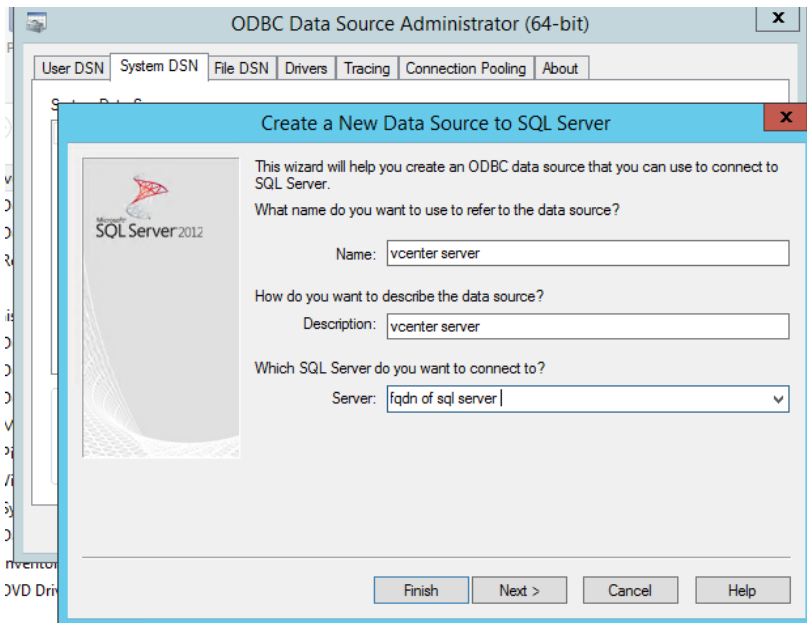 ODBC Data Source Administrator (64-bit)
x
User DSN
System DSN
File DSN
Drivers
Tracing
Connection Pooling
About
Create a New Data Source to SQL Server
x
Microsoft
SQL Server 2012
This wizard will help you create an ODBC data source that you can use to connect to
SQL Server.
What name do you want to use to refer to the data source?
Name: vcenter server
How do you want to describe the data source?
Description: vcenter server
Which SQL Server do you want to connect to?
Server: fqdn of sql server
Finish
Next >
Cancel
Help